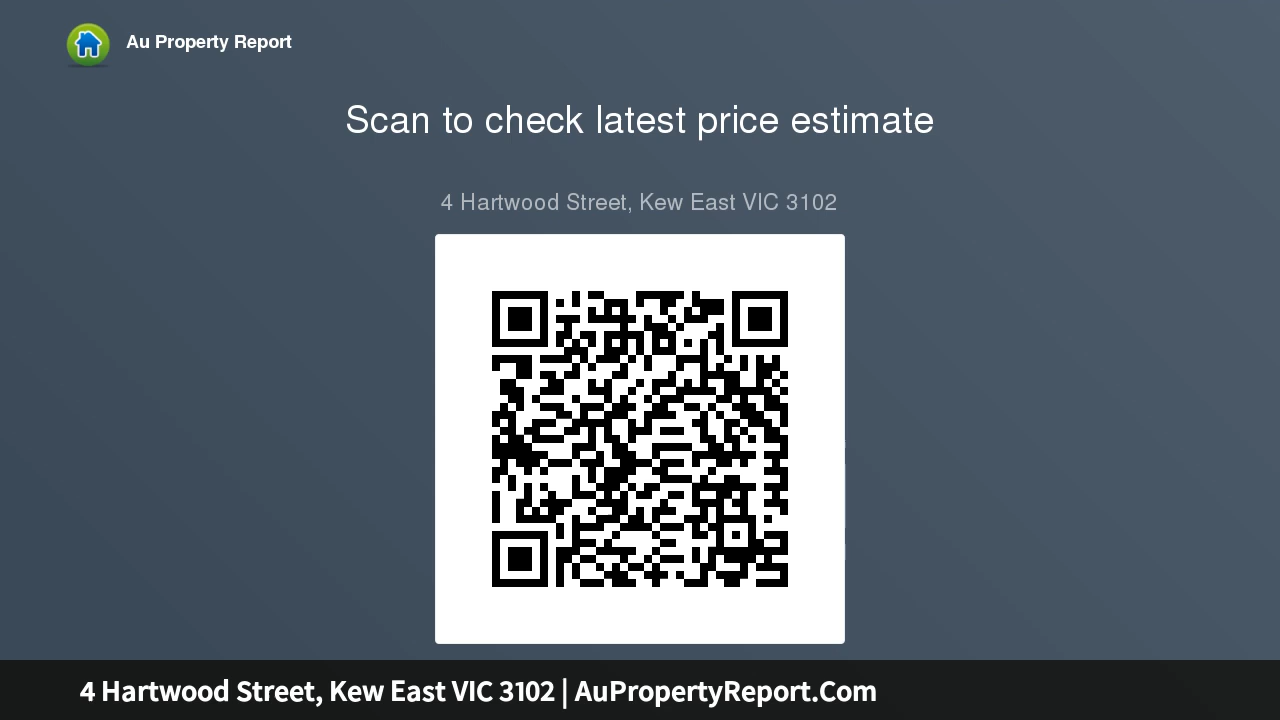 Au Property Report
Scan to check latest price estimate
4 Hartwood Street, Kew East VIC 3102
4 Hartwood Street, Kew East VIC 3102 | AuPropertyReport.Com